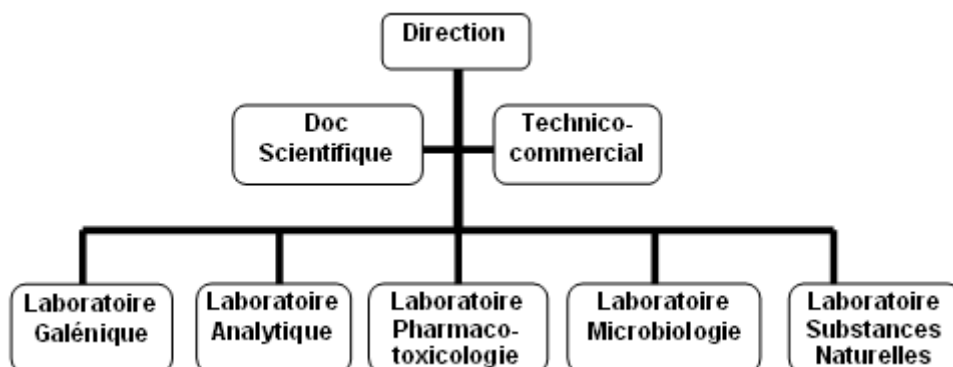 Direction
Doc
Scientifique
Technico-
commercial
Laboratoire
Galénique
Laboratoire
Analytique
Laboratoire
Pharmaco-
toxicologie
Laboratoire
Microbiologie
Laboratoire
Substances
Naturelles